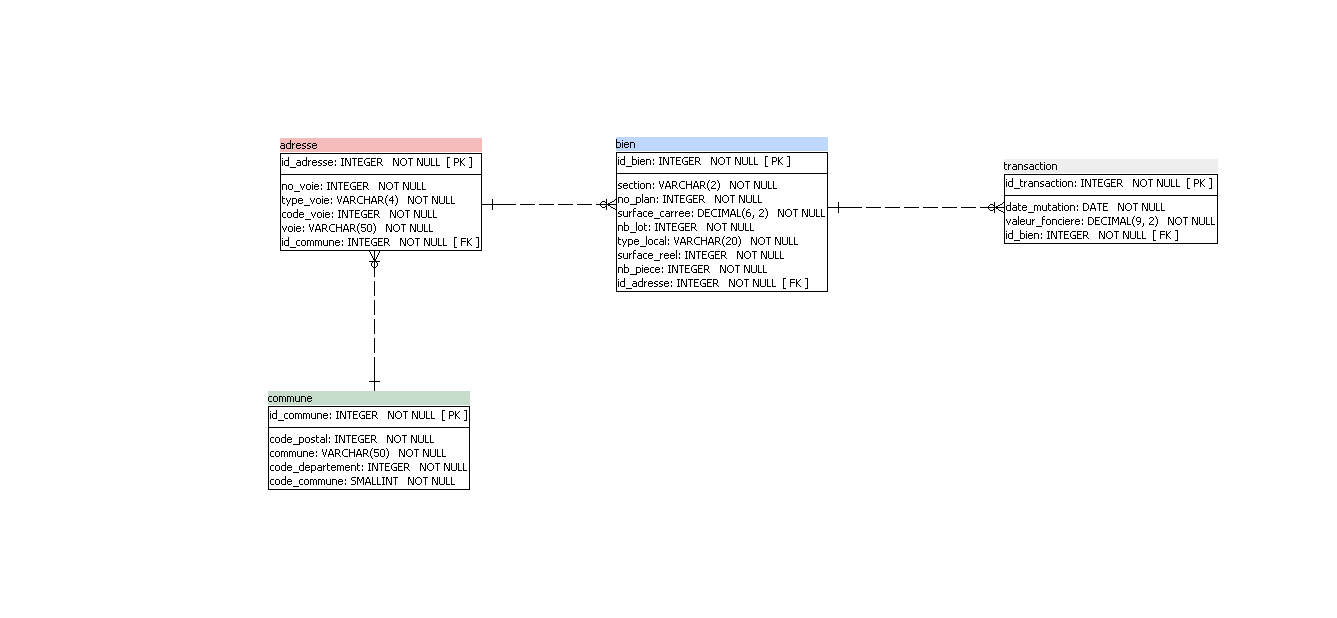 adresse
id_adresse: INTEGER NOT NULL [ PK ]
no_voie: INTEGER NOT NULL
type_voie: VARCHAR(4) NOT NULL
code_voie: INTEGER NOT NULL
voie: VARCHAR(50) NOT NULL
id_commune: INTEGER NOT NULL [ FK ]
bien
id_bien: INTEGER NOT NULL [ PK ]
section: VARCHAR(2) NOT NULL
no_plan: INTEGER NOT NULL
surface_carree: DECIMAL(6, 2) NOT NULL
nb_lot: INTEGER NOT NULL
type_local: VARCHAR(20) NOT NULL
surface_reel: INTEGER NOT NULL
nb_piece: INTEGER NOT NULL
id_adresse: INTEGER NOT NULL [ FK ]
transaction
id_transaction: INTEGER NOT NULL [ PK ]
date_mutation: DATE NOT NULL
valeur_fonciere: DECIMAL(9, 2) NOT NULL
id_bien: INTEGER NOT NULL [ FK ]
commune
id_commune: INTEGER NOT NULL [ PK ]
code_postal: INTEGER NOT NULL
commune: VARCHAR(50) NOT NULL
code_departement: INTEGER NOT NULL
code_commune: SMALLINT NOT NULL